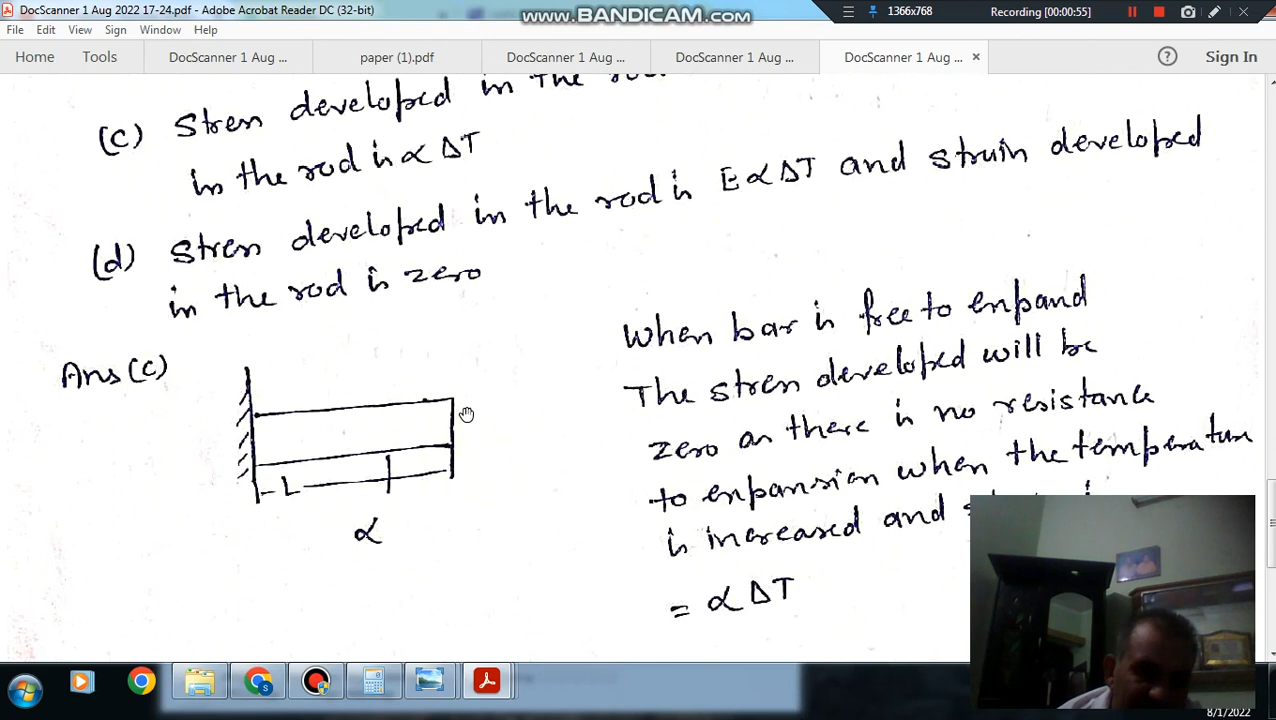 DocScanner 1 Aug 2022 17-24.pdf - Adobe Acrobat Reader DC (32-bit)
www.BANDICAM.com
1366x768
Recording [00:00:55]
File Edit View Sign Window Help
Home Tools DocScanner 1 Aug ... paper (1).pdf DocScanner 1 Aug ... DocScanner 1 Aug ... DocScanner 1 Aug ... × Sign In
(c) Stress developed in the
in the rod is α ΔT
(d) Stress developed in the rod is EαΔT and strain developed
in the rod is zero
Ans (c)
L
α
When bar is free to expand
The stress developed will be
zero as there is no resistance
to expansion when the temperature
is increased and
= α ΔT
8/1/2022